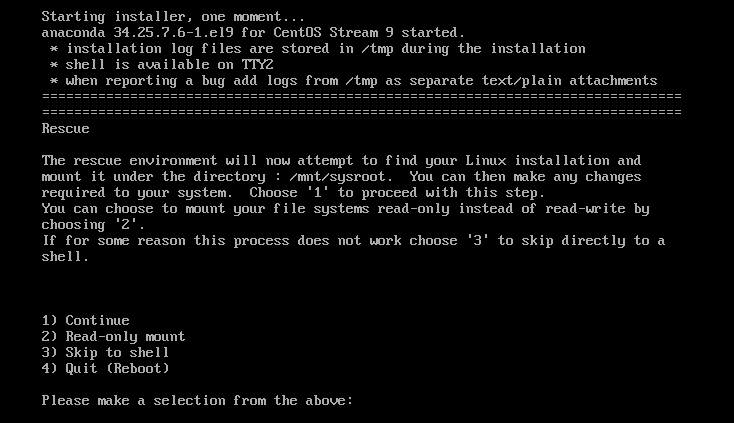 Starting installer, one moment...
anaconda 34.25.7.6-1.el9 for CentOS Stream 9 started.
 * installation log files are stored in /tmp during the installation
 * shell is available on TTY2
 * when reporting a bug add logs from /tmp as separate text/plain attachments
================================================================================
================================================================================
Rescue

The rescue environment will now attempt to find your Linux installation and
mount it under the directory : /mnt/sysroot.  You can then make any changes
required to your system.  Choose '1' to proceed with this step.
You can choose to mount your file systems read-only instead of read-write by
choosing '2'.
If for some reason this process does not work choose '3' to skip directly to a
shell.

1) Continue
2) Read-only mount
3) Skip to shell
4) Quit (Reboot)

Please make a selection from the above: